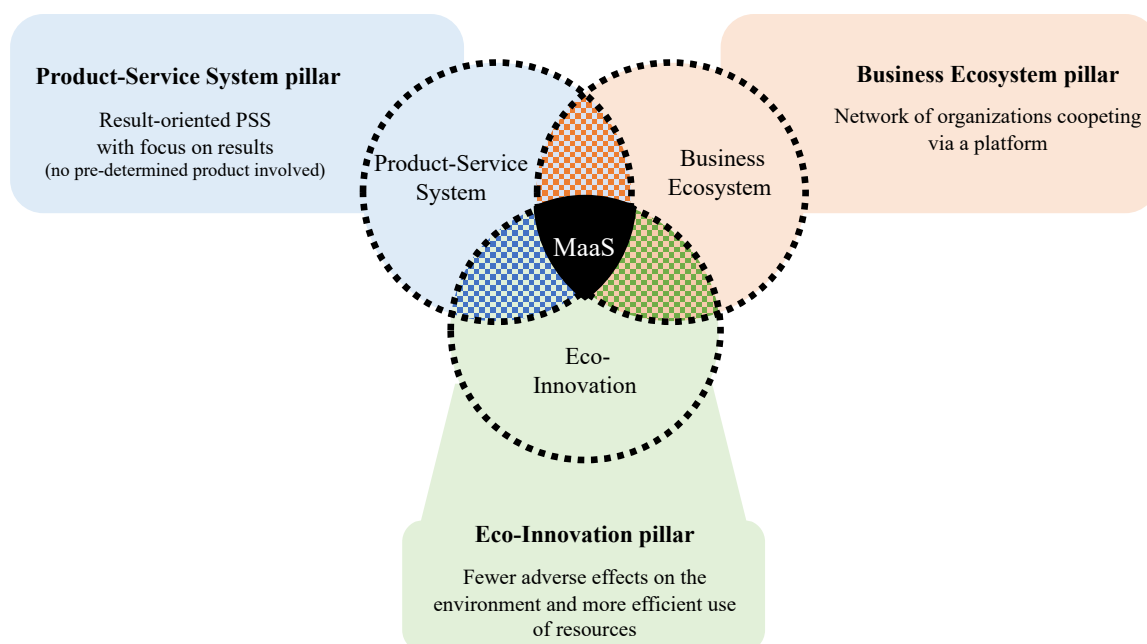 Product-Service System pillar
Result-oriented PSS
with focus on results
(no pre-determined product involved)
Business Ecosystem pillar
Network of organizations coopeting
via a platform
Product-Service
System
Business
Ecosystem
MaaS
Eco-
Innovation
Eco-Innovation pillar
Fewer adverse effects on the
environment and more efficient use
of resources